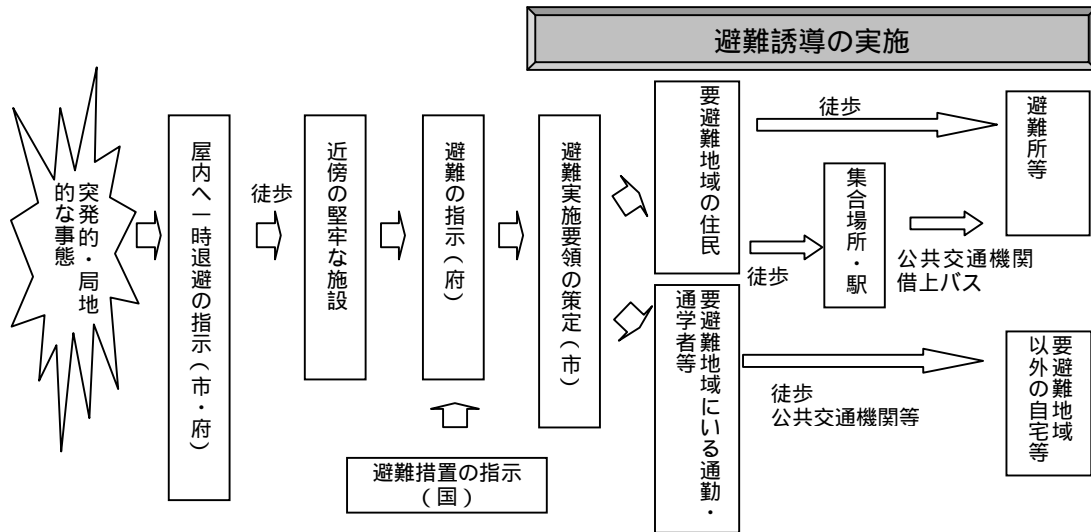 避難誘導の実施
突発的・局地
的な事態
屋内へ一時退避の指示(市・府)
徒歩
近傍の堅牢な施設
避難の指示(府)
避難措置の指示
(国)
避難実施要領の策定(市)
要避難地域の住民
徒歩
避難所等
徒歩
集合場所・駅
公共交通機関
借上バス
要避難地域にいる通勤・
通学者等
徒歩
公共交通機関等
要避難地域
以外の自宅等